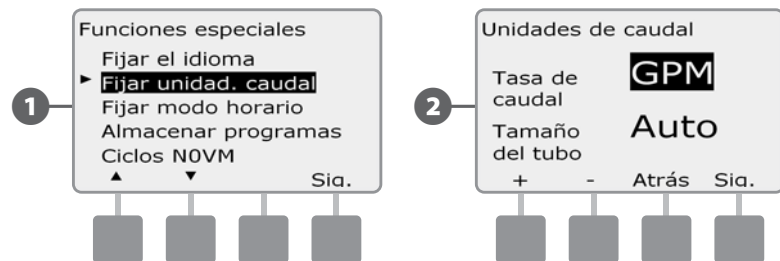 Funciones especiales
Fijar el idioma
Fijar unidad. caudal
Fijar modo horario
Almacenar programas
Ciclos N0VM
Sig.
1
Unidades de caudal
Tasa de
caudal
GPM
Tamaño
del tubo
Auto
+ - Atrás Sig.
2